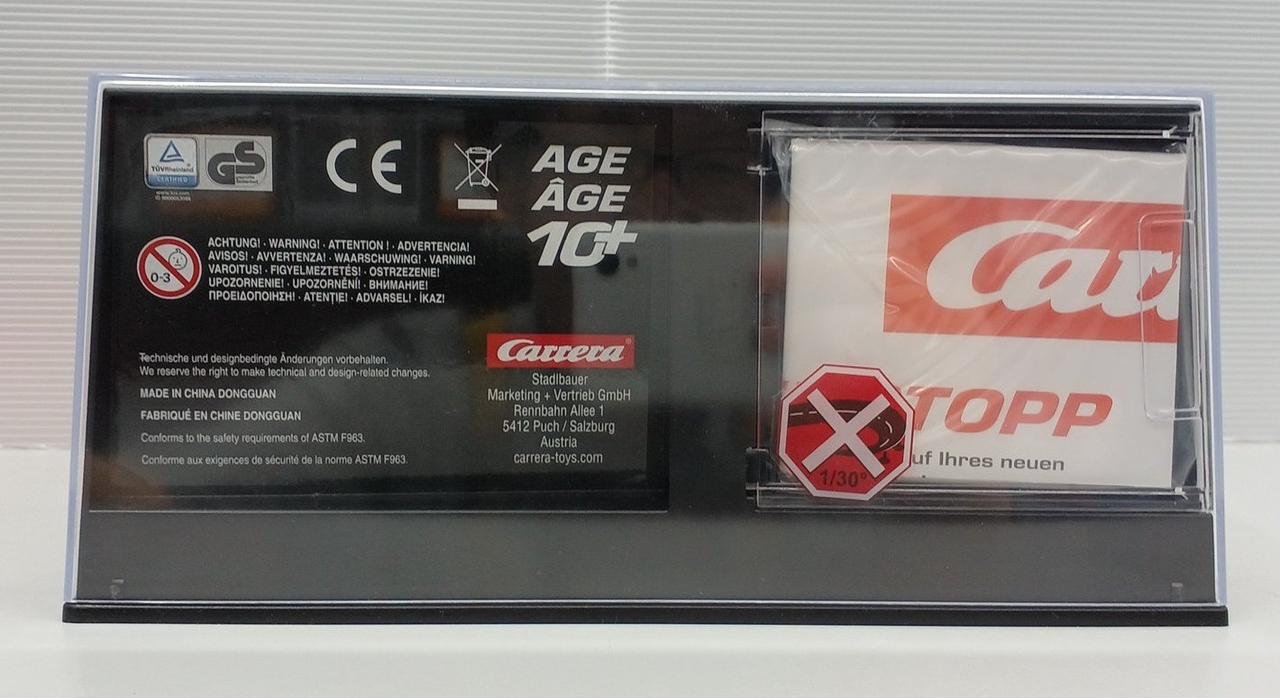 TÜVRheinland
CERTIFIED
GS
geprüfte
Sicherheit
CE
AGE
ÂGE
10+
0-3
ACHTUNG! · WARNING! · ATTENTION ! · ADVERTENCIA!
AVISOS! · AVVERTENZA! · WAARSCHUWING! · VARNING!
VAROITUS! · FIGYELMEZTETÉS! · OSTRZEZENIE!
UPOZORNENIE! · UPOZORNĚNÍ! · ВНИМАНИЕ!
ΠΡΟΕΙΔΟΠΟΙΗΣΗ! · ATENŢIE! · ADVARSEL! · İKAZ!
Technische und designbedingte Änderungen vorbehalten.
We reserve the right to make technical and design-related changes.
MADE IN CHINA DONGGUAN
FABRIQUÉ EN CHINE DONGGUAN
Conforms to the safety requirements of ASTM F963.
Conforme aux exigences de sécurité de la norme ASTM F963.
Carrera®
Stadlbauer
Marketing + Vertrieb GmbH
Rennbahn Allee 1
5412 Puch / Salzburg
Austria
carrera-toys.com
Carr
TOPP
uf Ihres neuen
1/30°